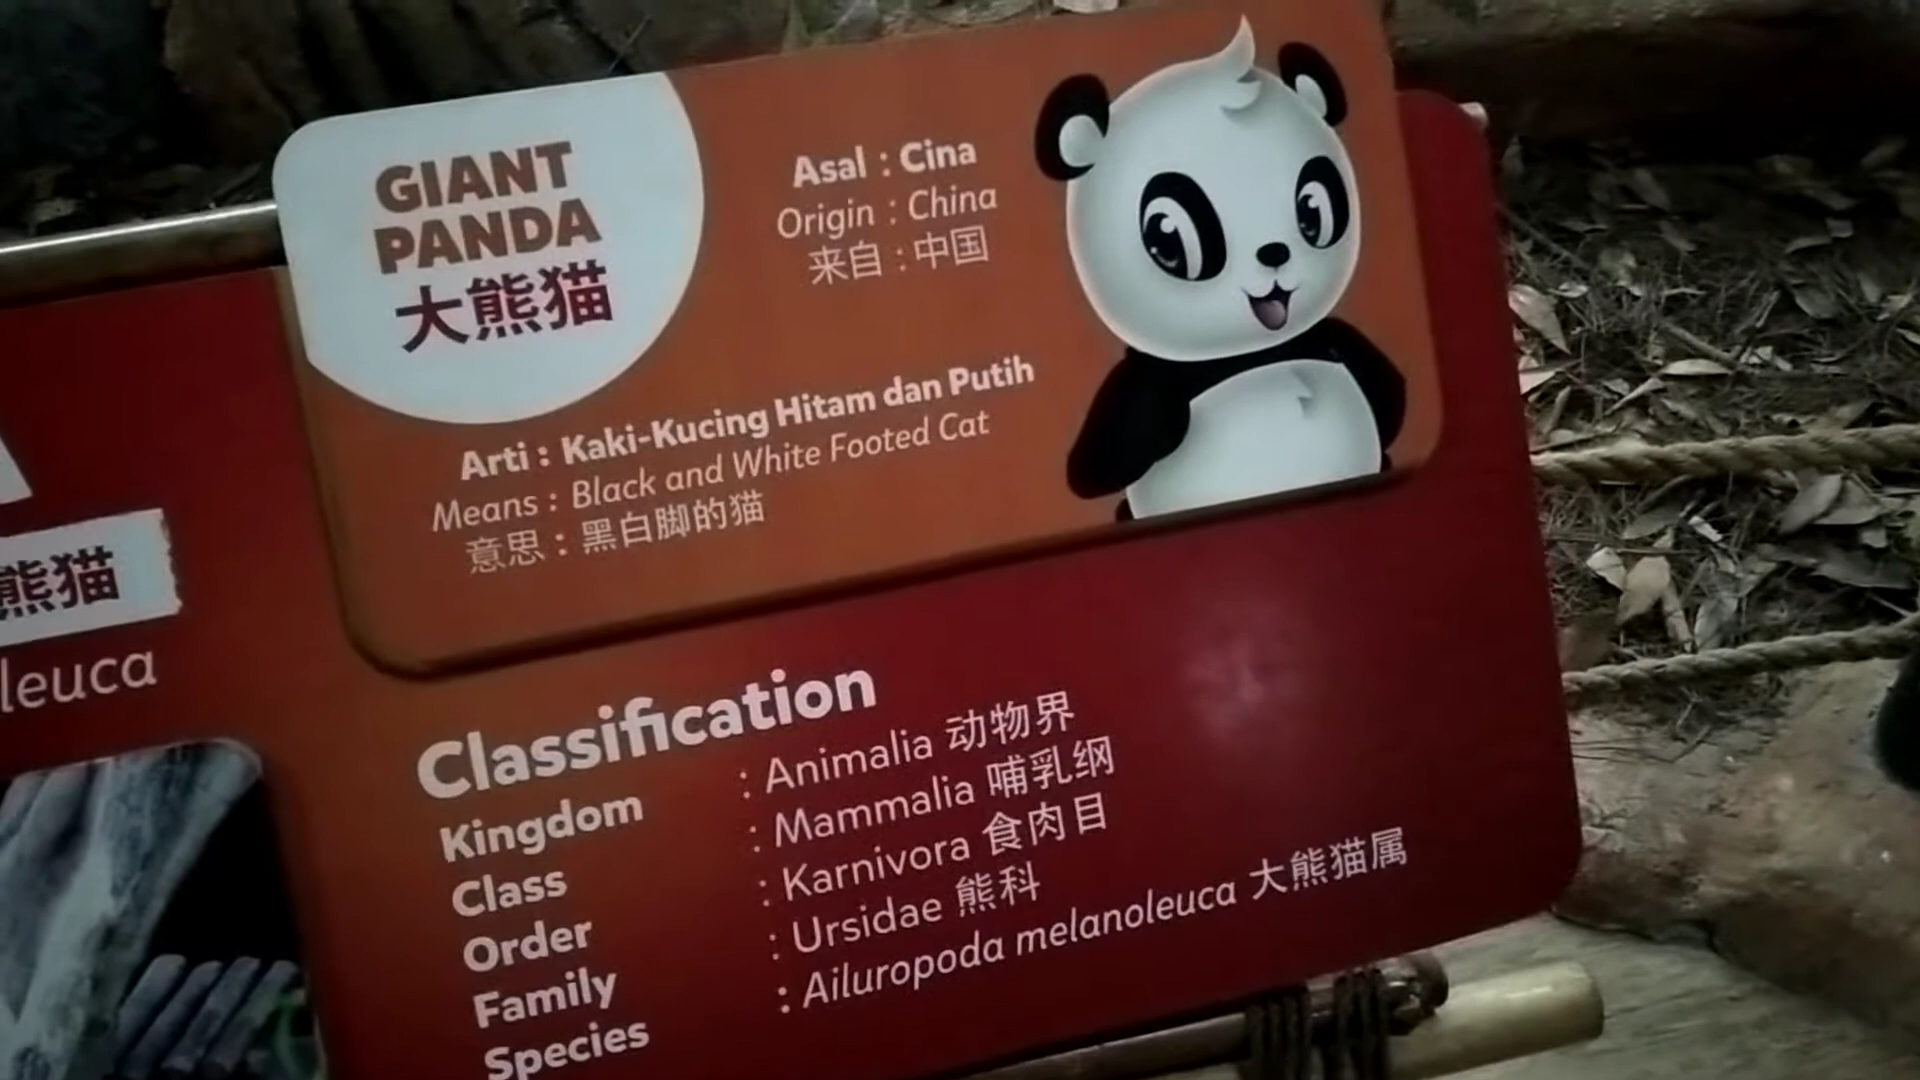 GIANT
PANDA
大熊猫
Asal : Cina
Origin : China
来自 : 中国
Arti : Kaki-Kucing Hitam dan Putih
Means : Black and White Footed Cat
意思 : 黑白脚的猫
熊猫
leuca
Classification
Kingdom : Animalia 动物界
Class : Mammalia 哺乳纲
Order : Karnivora 食肉目
Family : Ursidae 熊科
Species : Ailuropoda melanoleuca 大熊猫属